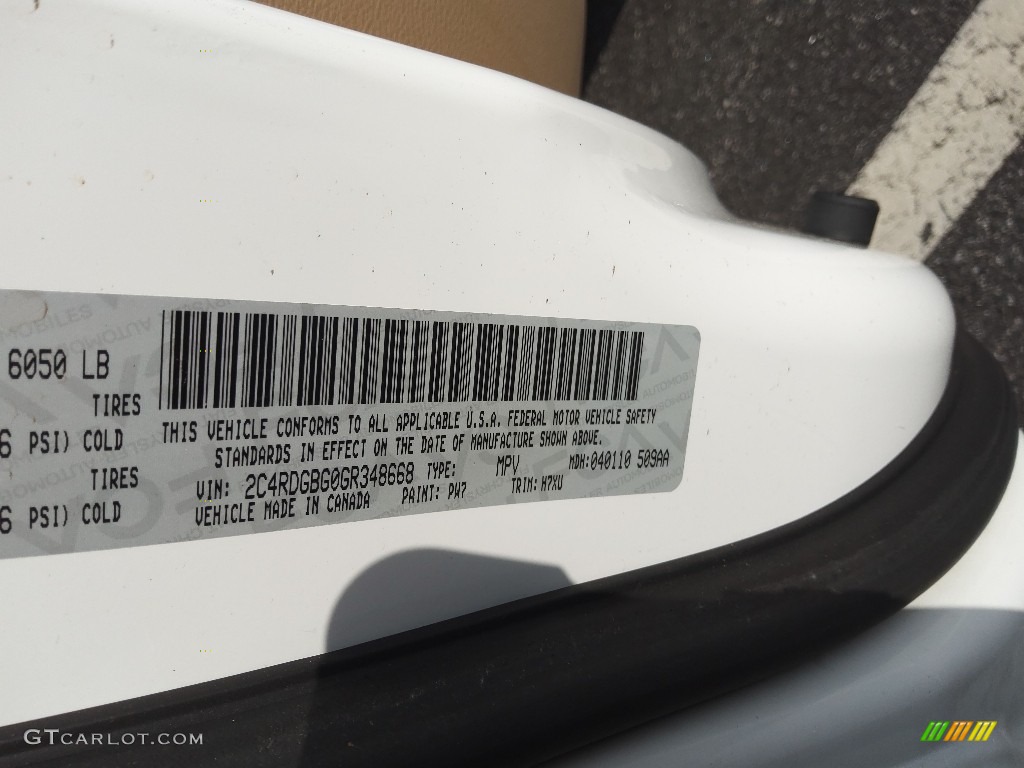 6050 LB
TIRES
6 PSI) COLD
TIRES
6 PSI) COLD
THIS VEHICLE CONFORMS TO ALL APPLICABLE U.S.A. FEDERAL MOTOR VEHICLE SAFETY
STANDARDS IN EFFECT ON THE DATE OF MANUFACTURE SHOWN ABOVE.
VIN: 2C4RDGBG0GR348668 TYPE: MPV MDH:040110 509AA
VEHICLE MADE IN CANADA PAINT: PW7 TRIM:
GTCARLOT.COM